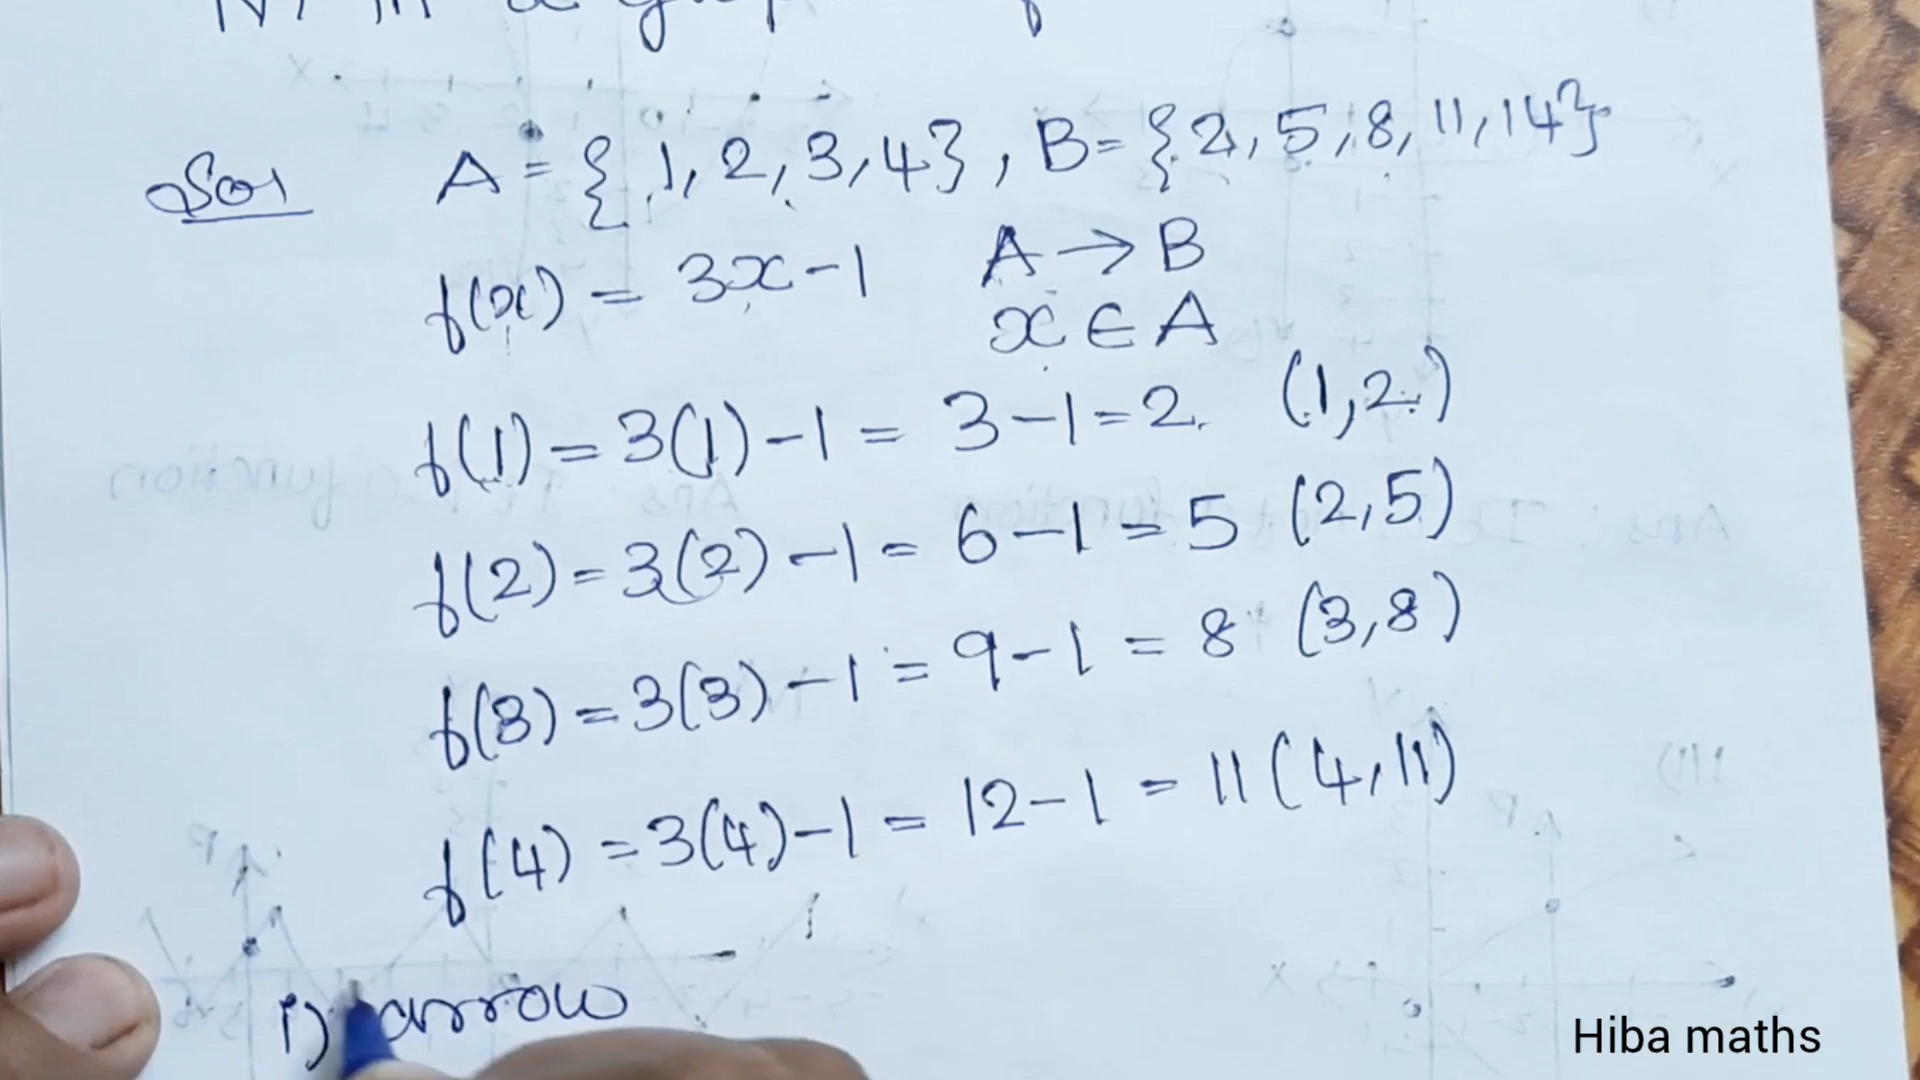 Sol A = { 1, 2, 3, 4 } , B = { 2, 5, 8, 11, 14 }
f(x) = 3x - 1 A → B
x ∈ A
f(1) = 3(1) - 1 = 3 - 1 = 2. (1, 2)
f(2) = 3(2) - 1 = 6 - 1 = 5 (2, 5)
f(3) = 3(3) - 1 = 9 - 1 = 8 (3, 8)
f(4) = 3(4) - 1 = 12 - 1 = 11 (4, 11)
i) arrow
Hiba maths